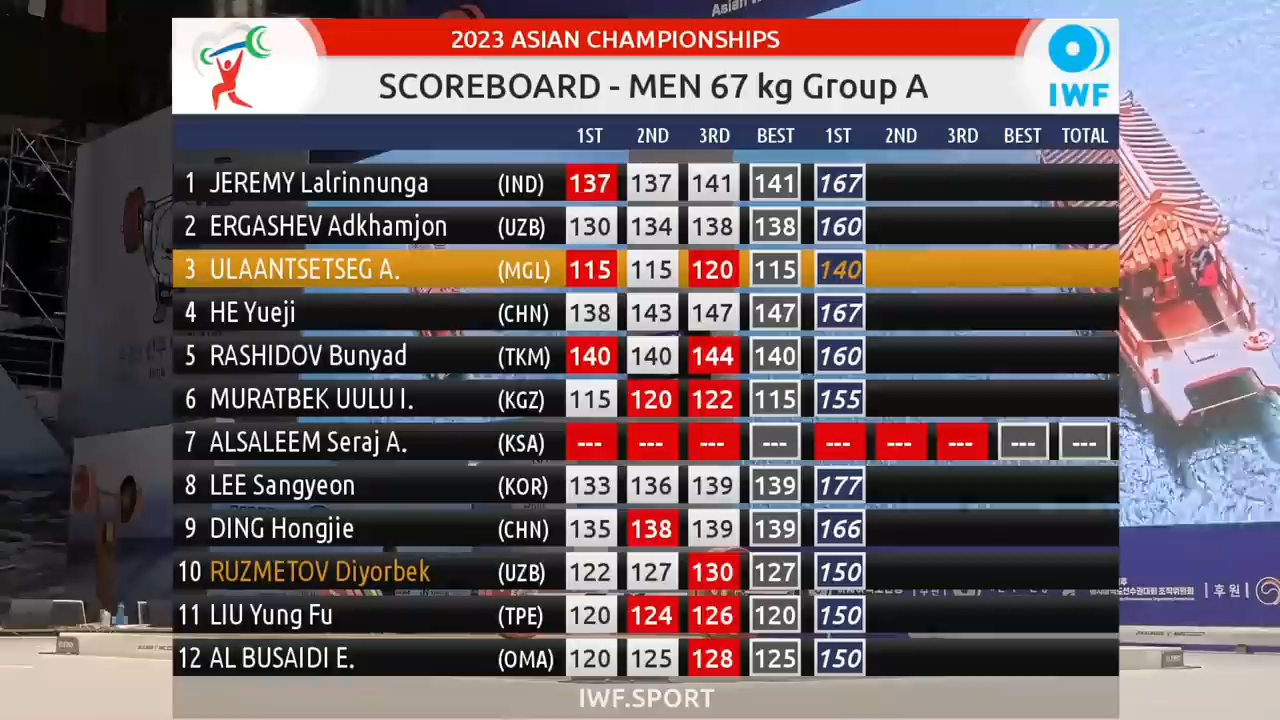 Asian
2023 ASIAN CHAMPIONSHIPS
SCOREBOARD - MEN 67 kg Group A
IWF
1ST 2ND 3RD BEST 1ST 2ND 3RD BEST TOTAL
1 JEREMY Lalrinnunga (IND) 137 137 141 141 167
2 ERGASHEV Adkhamjon (UZB) 130 134 138 138 160
3 ULAANTSETSEG A. (MGL) 115 115 120 115 140
4 HE Yueji (CHN) 138 143 147 147 167
5 RASHIDOV Bunyad (TKM) 140 140 144 140 160
6 MURATBEK UULU I. (KGZ) 115 120 122 115 155
7 ALSALEEM Seraj A. (KSA) --- --- --- --- --- --- --- --- ---
8 LEE Sangyeon (KOR) 133 136 139 139 177
9 DING Hongjie (CHN) 135 138 139 139 166
10 RUZMETOV Diyorbek (UZB) 122 127 130 127 150
11 LIU Yung Fu (TPE) 120 124 126 120 150
12 AL BUSAIDI E. (OMA) 120 125 128 125 150
후원
IWF.SPORT